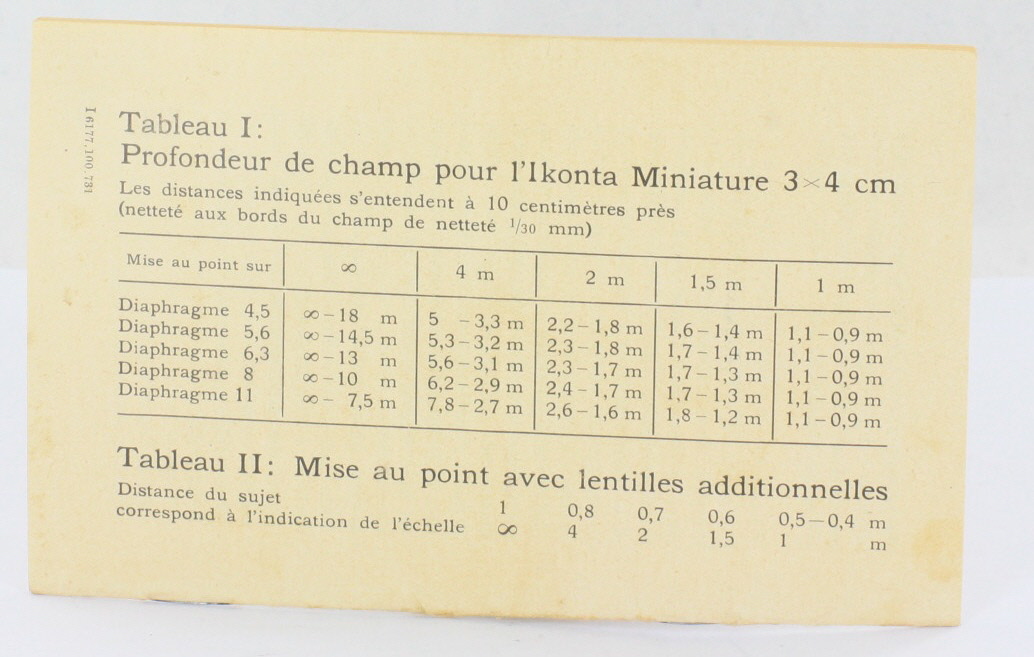 I 6177.100.731
Tableau I:
Profondeur de champ pour l'Ikonta Miniature 3×4 cm
Les distances indiquées s'entendent à 10 centimètres près
(netteté aux bords du champ de netteté 1/30 mm)
Mise au point sur ∞ 4 m 2 m 1,5 m 1 m
Diaphragme 4,5 ∞–18 m 5 –3,3 m 2,2–1,8 m 1,6–1,4 m 1,1–0,9 m
Diaphragme 5,6 ∞–14,5 m 5,3–3,2 m 2,3–1,8 m 1,7–1,4 m 1,1–0,9 m
Diaphragme 6,3 ∞–13 m 5,6–3,1 m 2,3–1,7 m 1,7–1,3 m 1,1–0,9 m
Diaphragme 8 ∞–10 m 6,2–2,9 m 2,4–1,7 m 1,7–1,3 m 1,1–0,9 m
Diaphragme 11 ∞– 7,5 m 7,8–2,7 m 2,6–1,6 m 1,8–1,2 m 1,1–0,9 m
Tableau II: Mise au point avec lentilles additionnelles
Distance du sujet 1 0,8 0,7 0,6 0,5–0,4 m
correspond à l'indication de l'échelle ∞ 4 2 1,5 1 m